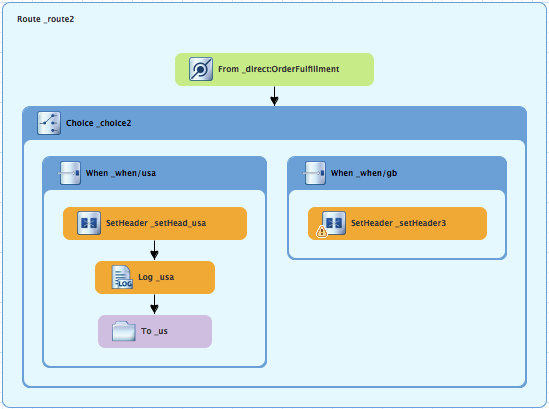 Route _route2
From _direct:OrderFulfillment
Choice _choice2
When _when/usa
When _when/gb
SetHeader _setHead_usa
SetHeader _setHeader3
LOG
Log _usa
To _us